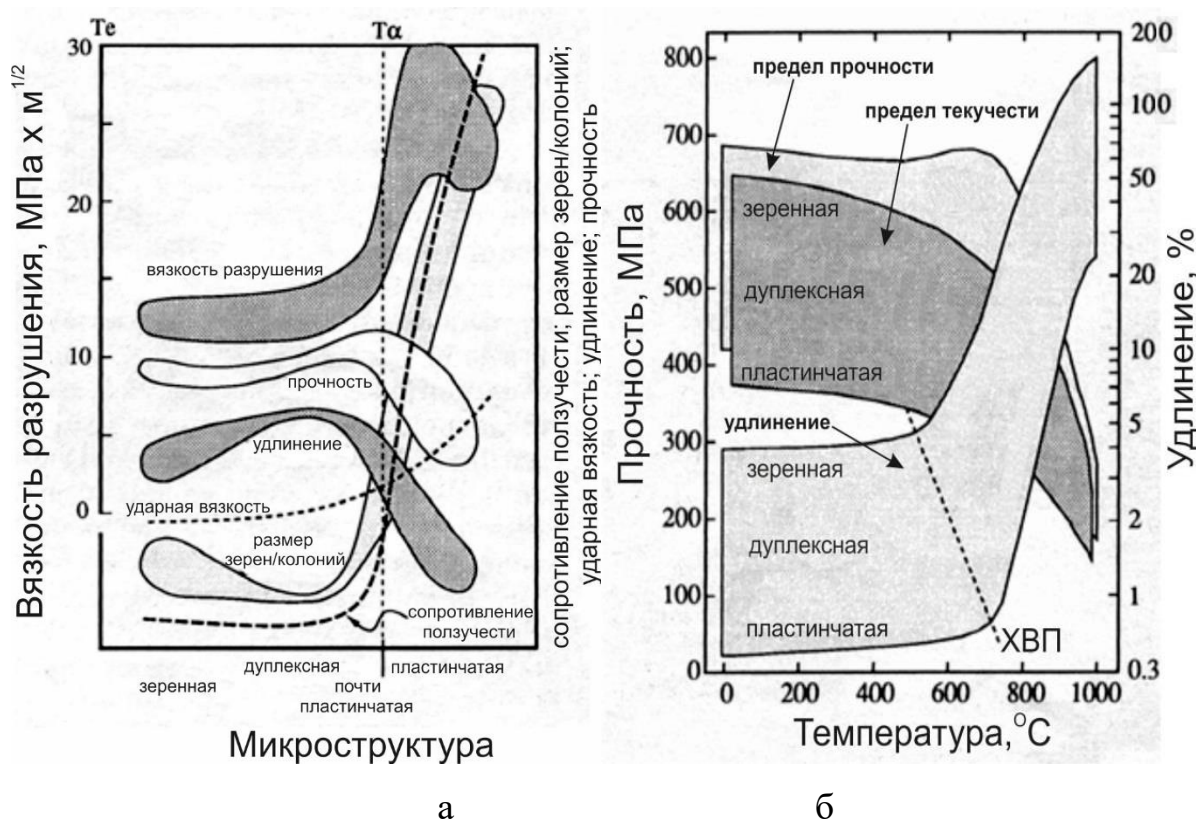 Te
Tα
30
20
10
0
Вязкость разрушения, МПа x м 1/2
вязкость разрушения
прочность
удлинение
ударная вязкость
размер
зерен/колоний
сопротивление
ползучести
дуплексная
пластинчатая
зеренная
почти
пластинчатая
Микроструктура
сопротивление ползучести; размер зерен/колоний;
ударная вязкость; удлинение; прочность
а
800
700
600
500
400
300
200
100
0
Прочность, МПа
предел прочности
предел текучести
зеренная
дуплексная
пластинчатая
удлинение
зеренная
дуплексная
пластинчатая
ХВП
200
100
50
20
10
5
2
1
0.3
Удлинение, %
0
200
400
600
800
1000
Температура, °C
б